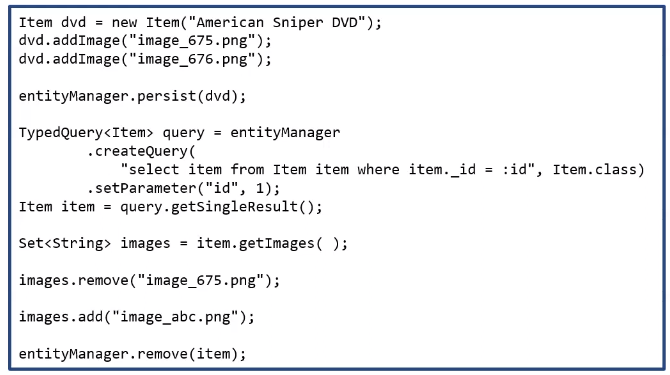 Item dvd = new Item("American Sniper DVD");
dvd.addImage("image_675.png");
dvd.addImage("image_676.png");
entityManager.persist(dvd);
TypedQuery<Item> query = entityManager
.createQuery(
"select item from Item item where item._id = :id", Item.class)
.setParameter("id", 1);
Item item = query.getSingleResult();
Set<String> images = item.getImages( );
images.remove("image_675.png");
images.add("image_abc.png");
entityManager.remove(item);